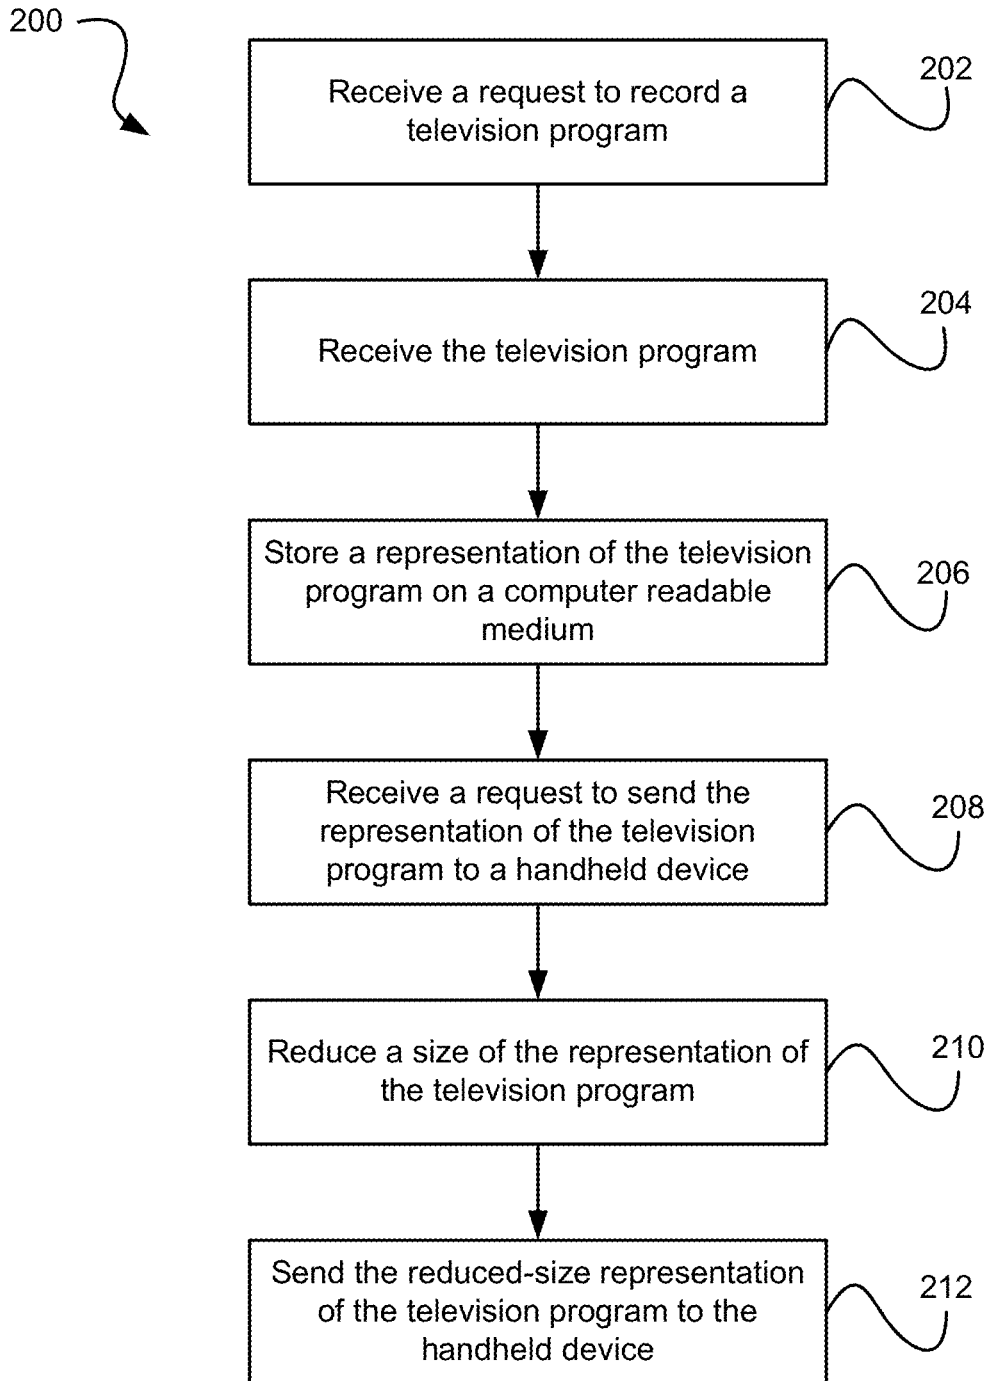 200
Receive a request to record a
television program
202
Receive the television program
204
Store a representation of the television
program on a computer readable
medium
206
Receive a request to send the
representation of the television
program to a handheld device
208
Reduce a size of the representation of
the television program
210
Send the reduced-size representation
of the television program to the
handheld device
212